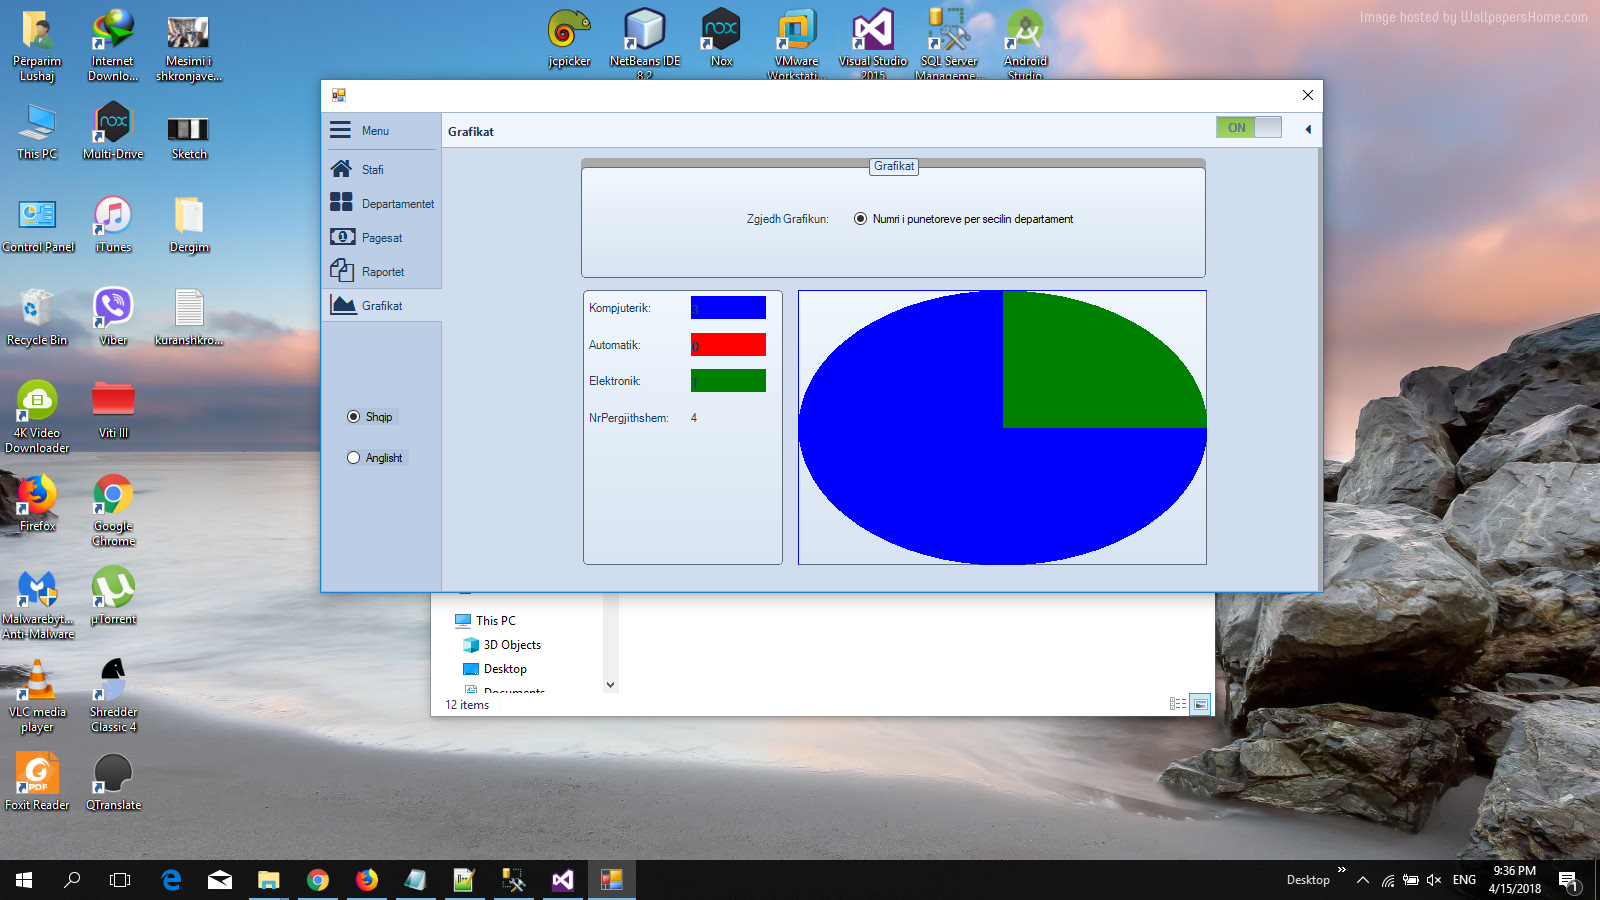 Image hosted by WallpapersHome.com
Përparim
Lushaj
Internet
Downlo...
Mesimi i
shkronjave...
jcpicker
NetBeans IDE
8.2
Nox
VMware
Workstati...
Visual Studio
2015
SQL Server
Manageme...
Android
Studio
This PC
Multi-Drive
Sketch
Control Panel
iTunes
Dergim
Recycle Bin
Viber
kuranshkro...
4K Video
Downloader
Viti III
Firefox
Google
Chrome
Malwareby...
Anti-Malware
µTorrent
VLC media
player
Shredder
Classic 4
PDF
Foxit Reader
QTranslate
nox
nox
Menu
Stafi
Departamentet
Pagesat
Raportet
Grafikat
Shqip
Anglisht
Grafikat
ON
Grafikat
Zgjedh Grafikun:
Numri i punetoreve per secilin departament
Kompjuterik: 3
Automatik: 0
Elektronik: 1
NrPergjithshem: 4
This PC
3D Objects
Desktop
Documents
12 items
Desktop
ENG
9:36 PM
4/15/2018
1